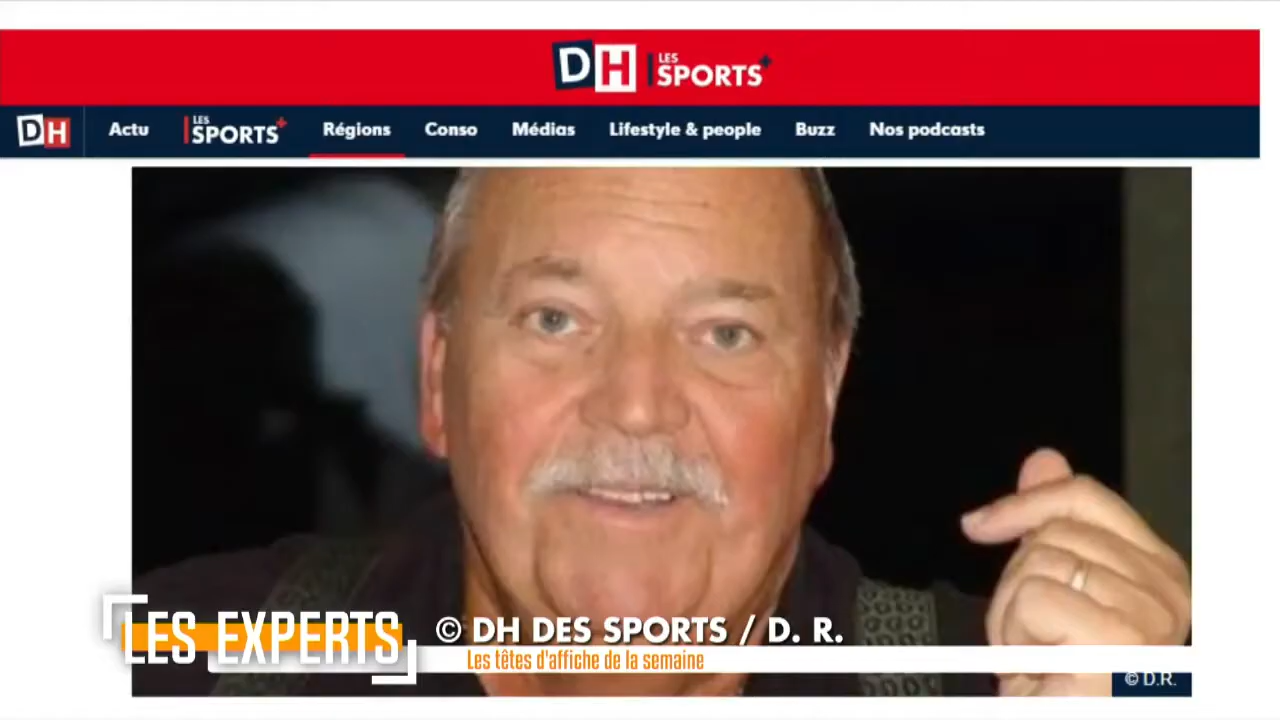 DH LES SPORTS+
DH Actu LES SPORTS+ Régions Conso Médias Lifestyle & people Buzz Nos podcasts
LES EXPERTS
© DH DES SPORTS / D. R.
Les têtes d'affiche de la semaine
© D.R.